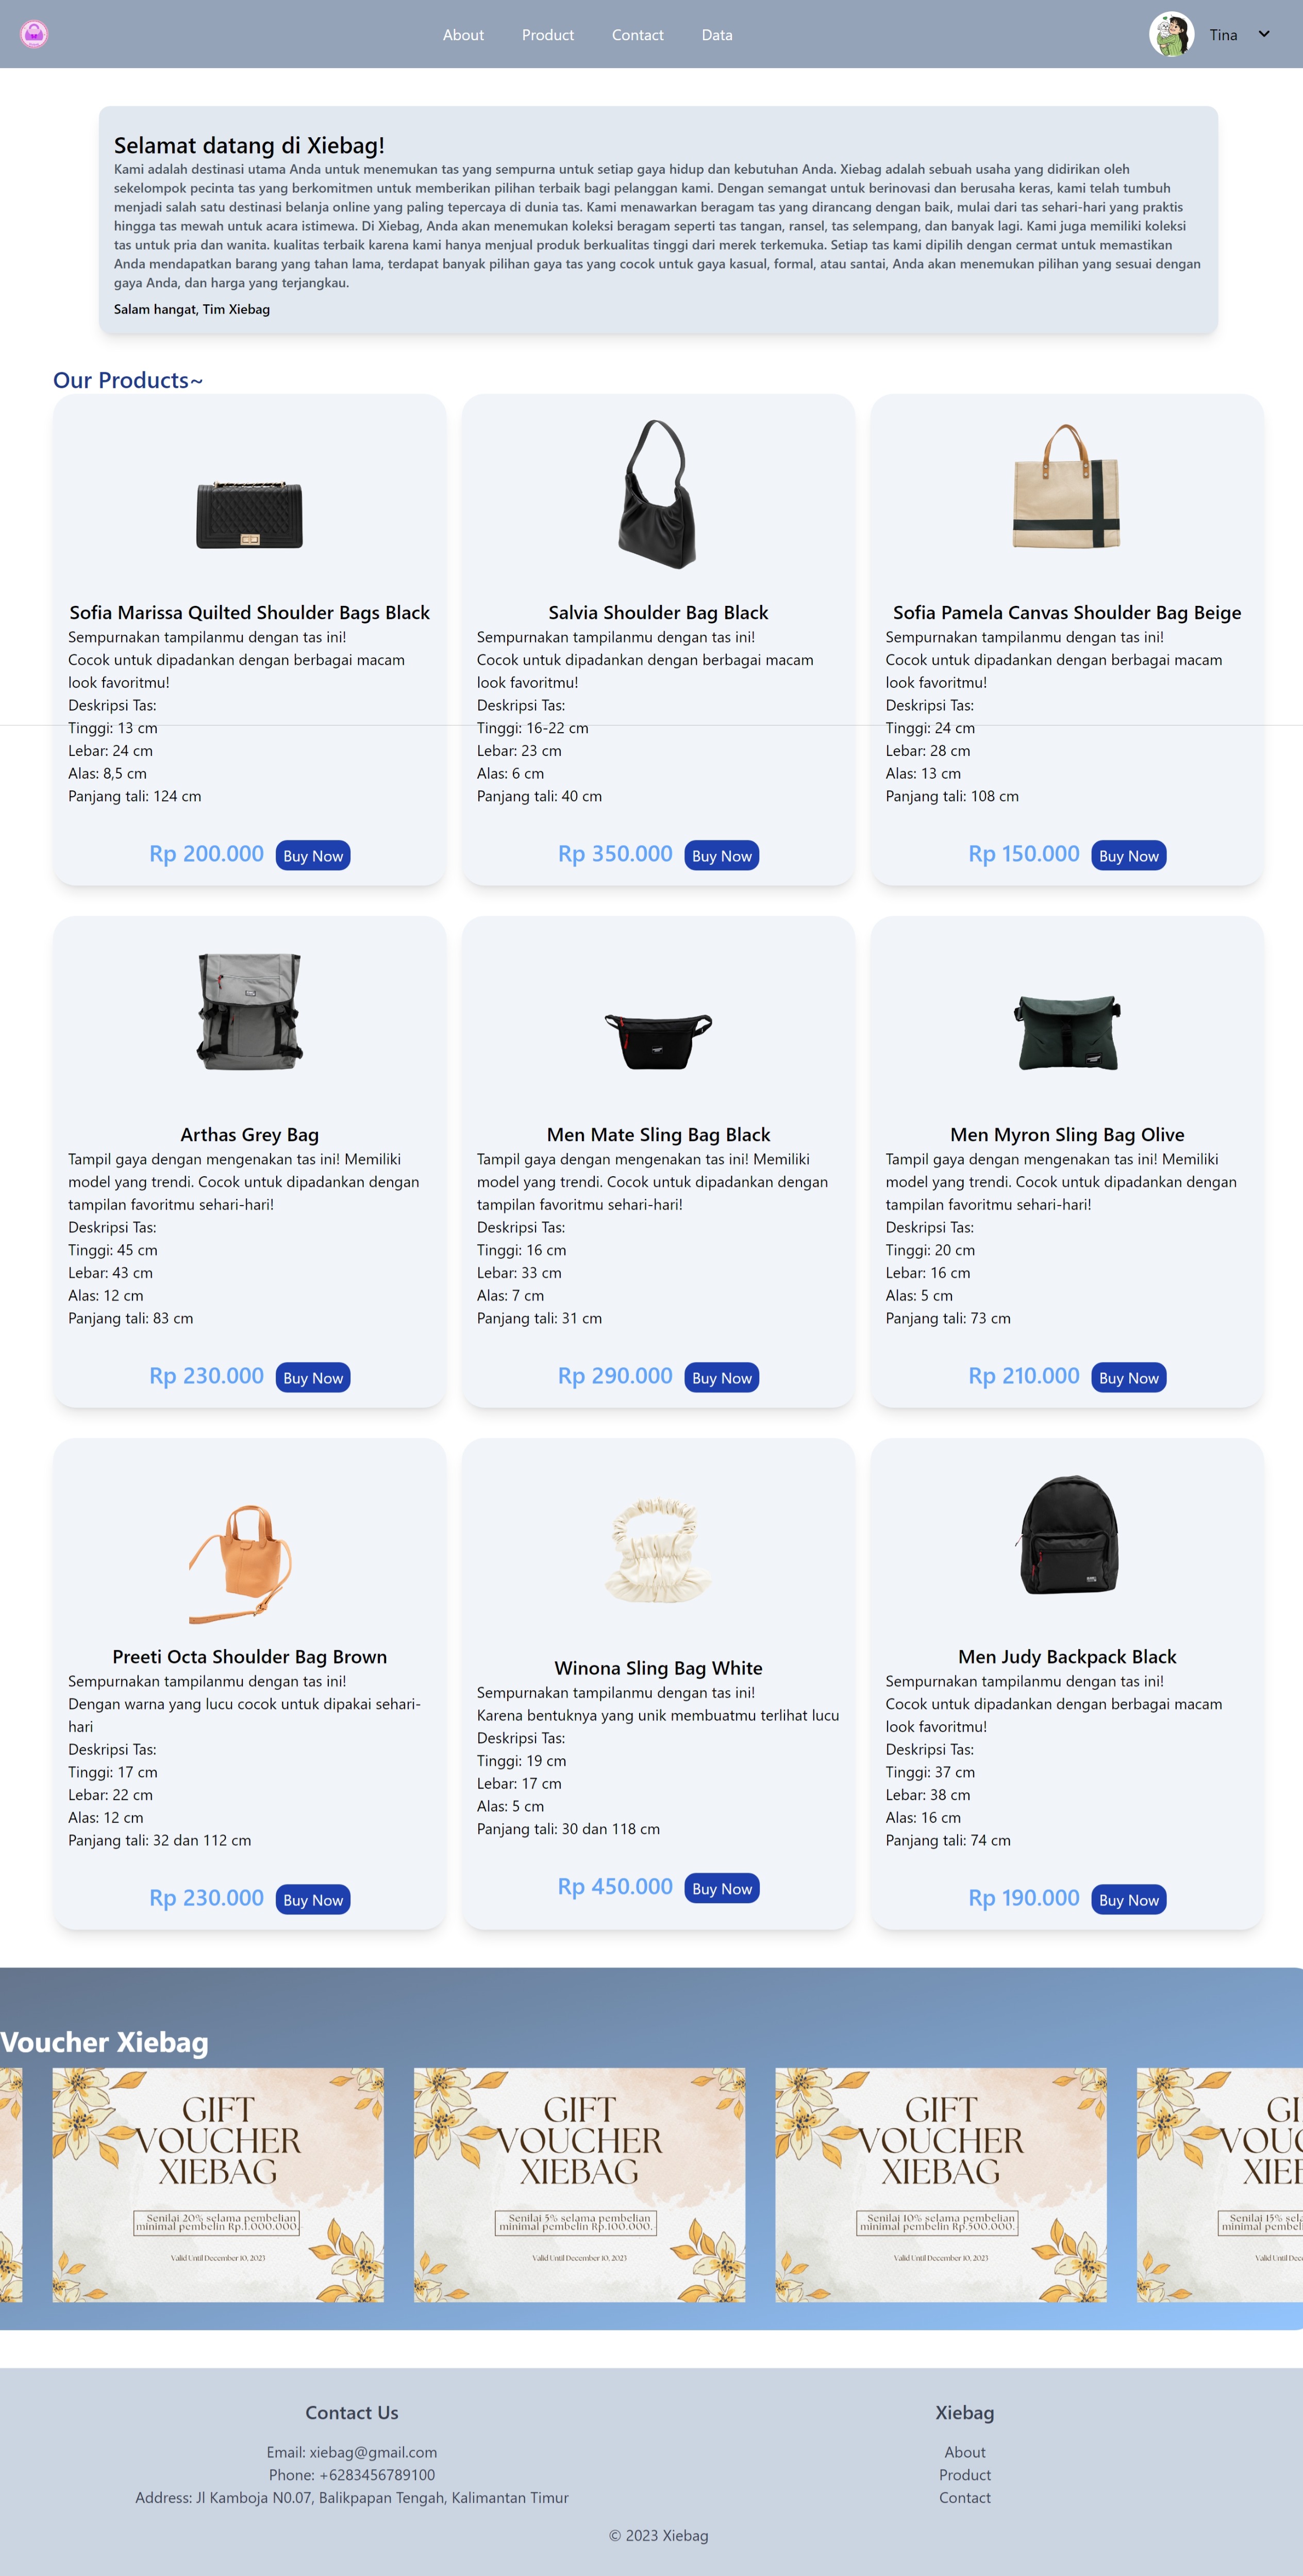 About
Product
Contact
Data
Tina
Selamat datang di Xiebag!
Kami adalah destinasi utama Anda untuk menemukan tas yang sempurna untuk setiap gaya hidup dan kebutuhan Anda. Xiebag adalah sebuah usaha yang didirikan oleh
sekelompok pecinta tas yang berkomitmen untuk memberikan pilihan terbaik bagi pelanggan kami. Dengan semangat untuk berinovasi dan berusaha keras, kami telah tumbuh
menjadi salah satu destinasi belanja online yang paling tepercaya di dunia tas. Kami menawarkan beragam tas yang dirancang dengan baik, mulai dari tas sehari-hari yang praktis
hingga tas mewah untuk acara istimewa. Di Xiebag, Anda akan menemukan koleksi beragam seperti tas tangan, ransel, tas selempang, dan banyak lagi. Kami juga memiliki koleksi
tas untuk pria dan wanita. kualitas terbaik karena kami hanya menjual produk berkualitas tinggi dari merek terkemuka. Setiap tas kami dipilih dengan cermat untuk memastikan
Anda mendapatkan barang yang tahan lama, terdapat banyak pilihan gaya tas yang cocok untuk gaya kasual, formal, atau santai, Anda akan menemukan pilihan yang sesuai dengan
gaya Anda, dan harga yang terjangkau.
Salam hangat, Tim Xiebag
Our Products~
Sofia Marissa Quilted Shoulder Bags Black
Sempurnakan tampilanmu dengan tas ini!
Cocok untuk dipadankan dengan berbagai macam
look favoritmu!
Deskripsi Tas:
Tinggi: 13 cm
Lebar: 24 cm
Alas: 8,5 cm
Panjang tali: 124 cm
Rp 200.000
Buy Now
Salvia Shoulder Bag Black
Sempurnakan tampilanmu dengan tas ini!
Cocok untuk dipadankan dengan berbagai macam
look favoritmu!
Deskripsi Tas:
Tinggi: 16-22 cm
Lebar: 23 cm
Alas: 6 cm
Panjang tali: 40 cm
Rp 350.000
Buy Now
Sofia Pamela Canvas Shoulder Bag Beige
Sempurnakan tampilanmu dengan tas ini!
Cocok untuk dipadankan dengan berbagai macam
look favoritmu!
Deskripsi Tas:
Tinggi: 24 cm
Lebar: 28 cm
Alas: 13 cm
Panjang tali: 108 cm
Rp 150.000
Buy Now
Arthas Grey Bag
Tampil gaya dengan mengenakan tas ini! Memiliki
model yang trendi. Cocok untuk dipadankan dengan
tampilan favoritmu sehari-hari!
Deskripsi Tas:
Tinggi: 45 cm
Lebar: 43 cm
Alas: 12 cm
Panjang tali: 83 cm
Rp 230.000
Buy Now
Men Mate Sling Bag Black
Tampil gaya dengan mengenakan tas ini! Memiliki
model yang trendi. Cocok untuk dipadankan dengan
tampilan favoritmu sehari-hari!
Deskripsi Tas:
Tinggi: 16 cm
Lebar: 33 cm
Alas: 7 cm
Panjang tali: 31 cm
Rp 290.000
Buy Now
Men Myron Sling Bag Olive
Tampil gaya dengan mengenakan tas ini! Memiliki
model yang trendi. Cocok untuk dipadankan dengan
tampilan favoritmu sehari-hari!
Deskripsi Tas:
Tinggi: 20 cm
Lebar: 16 cm
Alas: 5 cm
Panjang tali: 73 cm
Rp 210.000
Buy Now
Preeti Octa Shoulder Bag Brown
Sempurnakan tampilanmu dengan tas ini!
Dengan warna yang lucu cocok untuk dipakai sehari-
hari
Deskripsi Tas:
Tinggi: 17 cm
Lebar: 22 cm
Alas: 12 cm
Panjang tali: 32 dan 112 cm
Rp 230.000
Buy Now
Winona Sling Bag White
Sempurnakan tampilanmu dengan tas ini!
Karena bentuknya yang unik membuatmu terlihat lucu
Deskripsi Tas:
Tinggi: 19 cm
Lebar: 17 cm
Alas: 5 cm
Panjang tali: 30 dan 118 cm
Rp 450.000
Buy Now
Men Judy Backpack Black
Sempurnakan tampilanmu dengan tas ini!
Cocok untuk dipadankan dengan berbagai macam
look favoritmu!
Deskripsi Tas:
Tinggi: 37 cm
Lebar: 38 cm
Alas: 16 cm
Panjang tali: 74 cm
Rp 190.000
Buy Now
Voucher Xiebag
GIFT
VOUCHER
XIEBAG
Senilai 20% selama pembelian
minimal pembelin Rp.1.000.000.
Valid Until December 10, 2023
GIFT
VOUCHER
XIEBAG
Senilai 5% selama pembelian
minimal pembelin Rp.100.000.
Valid Until December 10, 2023
GIFT
VOUCHER
XIEBAG
Senilai 10% selama pembelian
minimal pembelin Rp.500.000.
Valid Until December 10, 2023
Senilai 15%
minimal
Valid Until
Contact Us
Email: xiebag@gmail.com
Phone: +6283456789100
Address: Jl Kamboja N0.07, Balikpapan Tengah, Kalimantan Timur
Xiebag
About
Product
Contact
© 2023 Xiebag